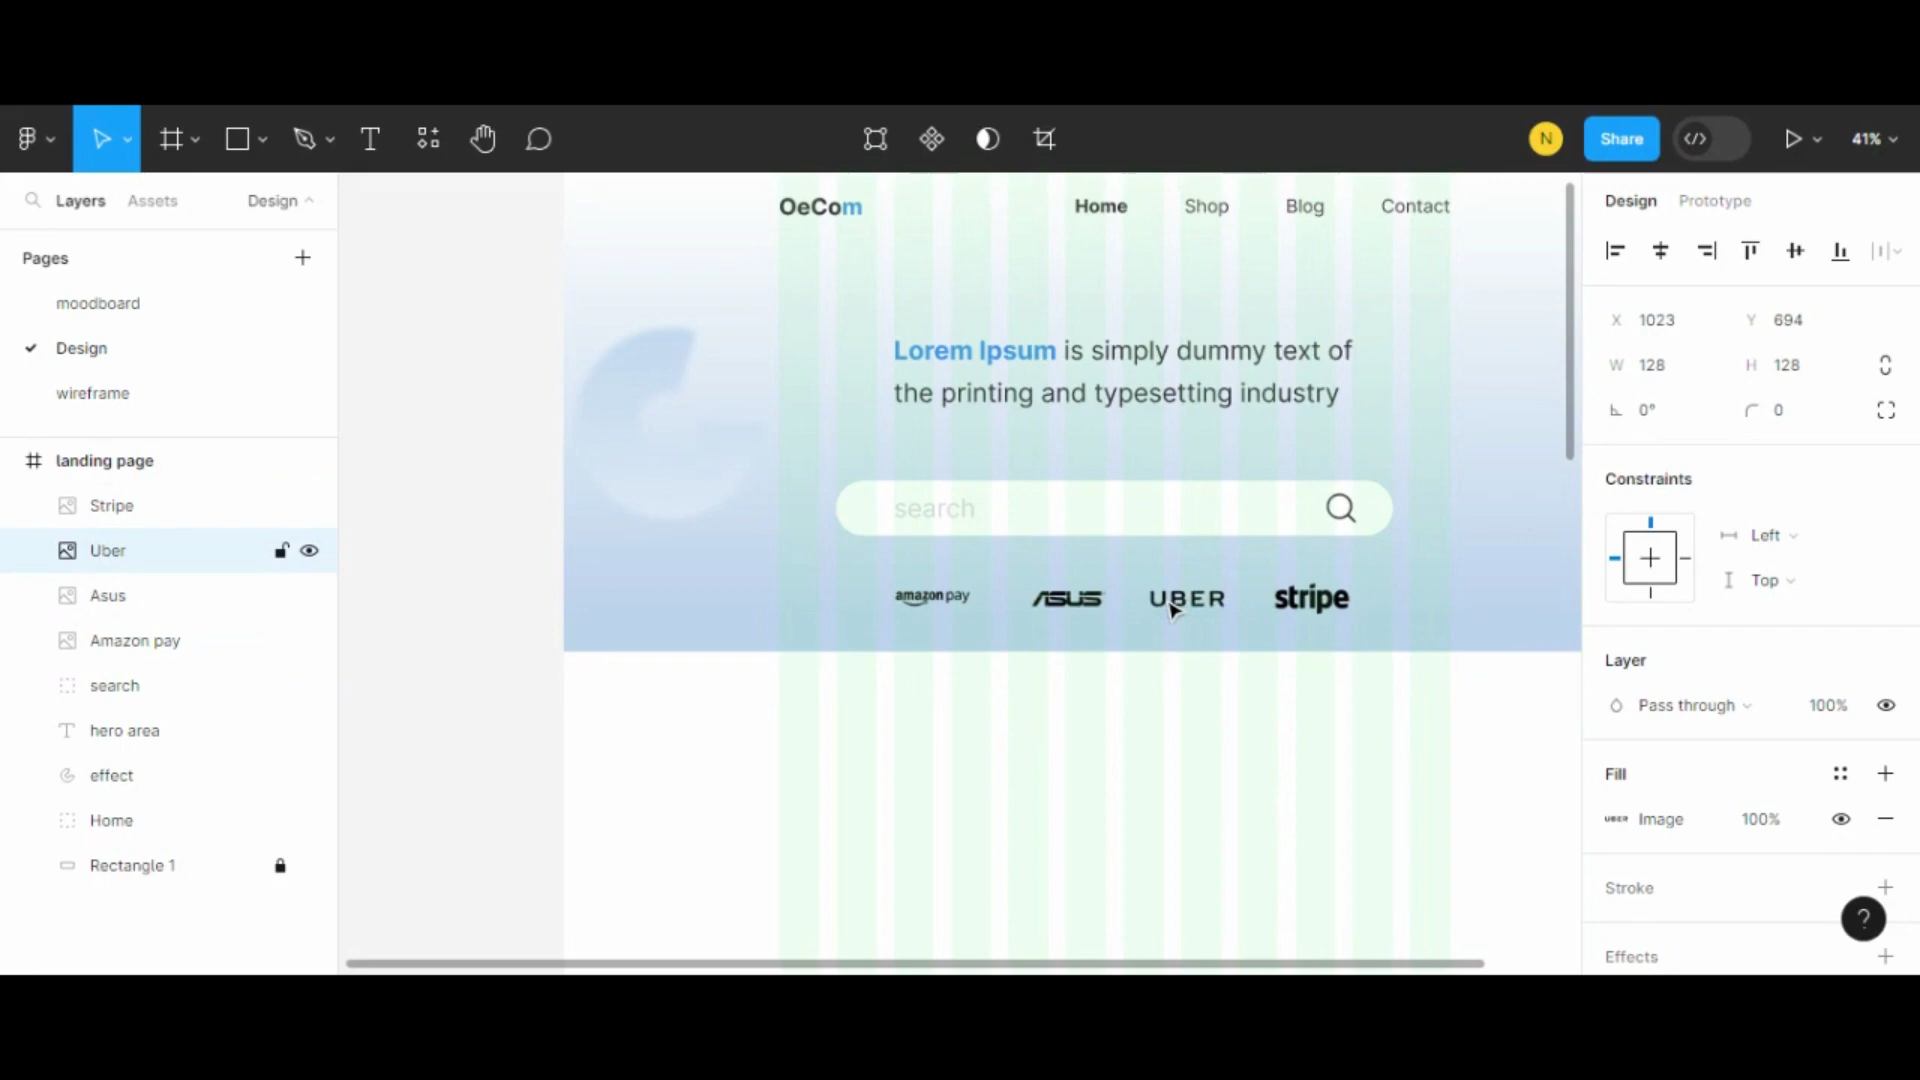 N
Share
41%
Layers Assets Design
Pages
moodboard
Design
wireframe
landing page
Stripe
Uber
Asus
Amazon pay
search
hero area
effect
Home
Rectangle 1
OeCom Home Shop Blog Contact
Lorem Ipsum is simply dummy text of
the printing and typesetting industry
search
amazon pay ASUS UBER stripe
Design Prototype
X 1023 Y 694
W 128 H 128
0° 0
Constraints
Left
Top
Layer
Pass through 100%
Fill
UBER Image 100%
Stroke
?
Effects